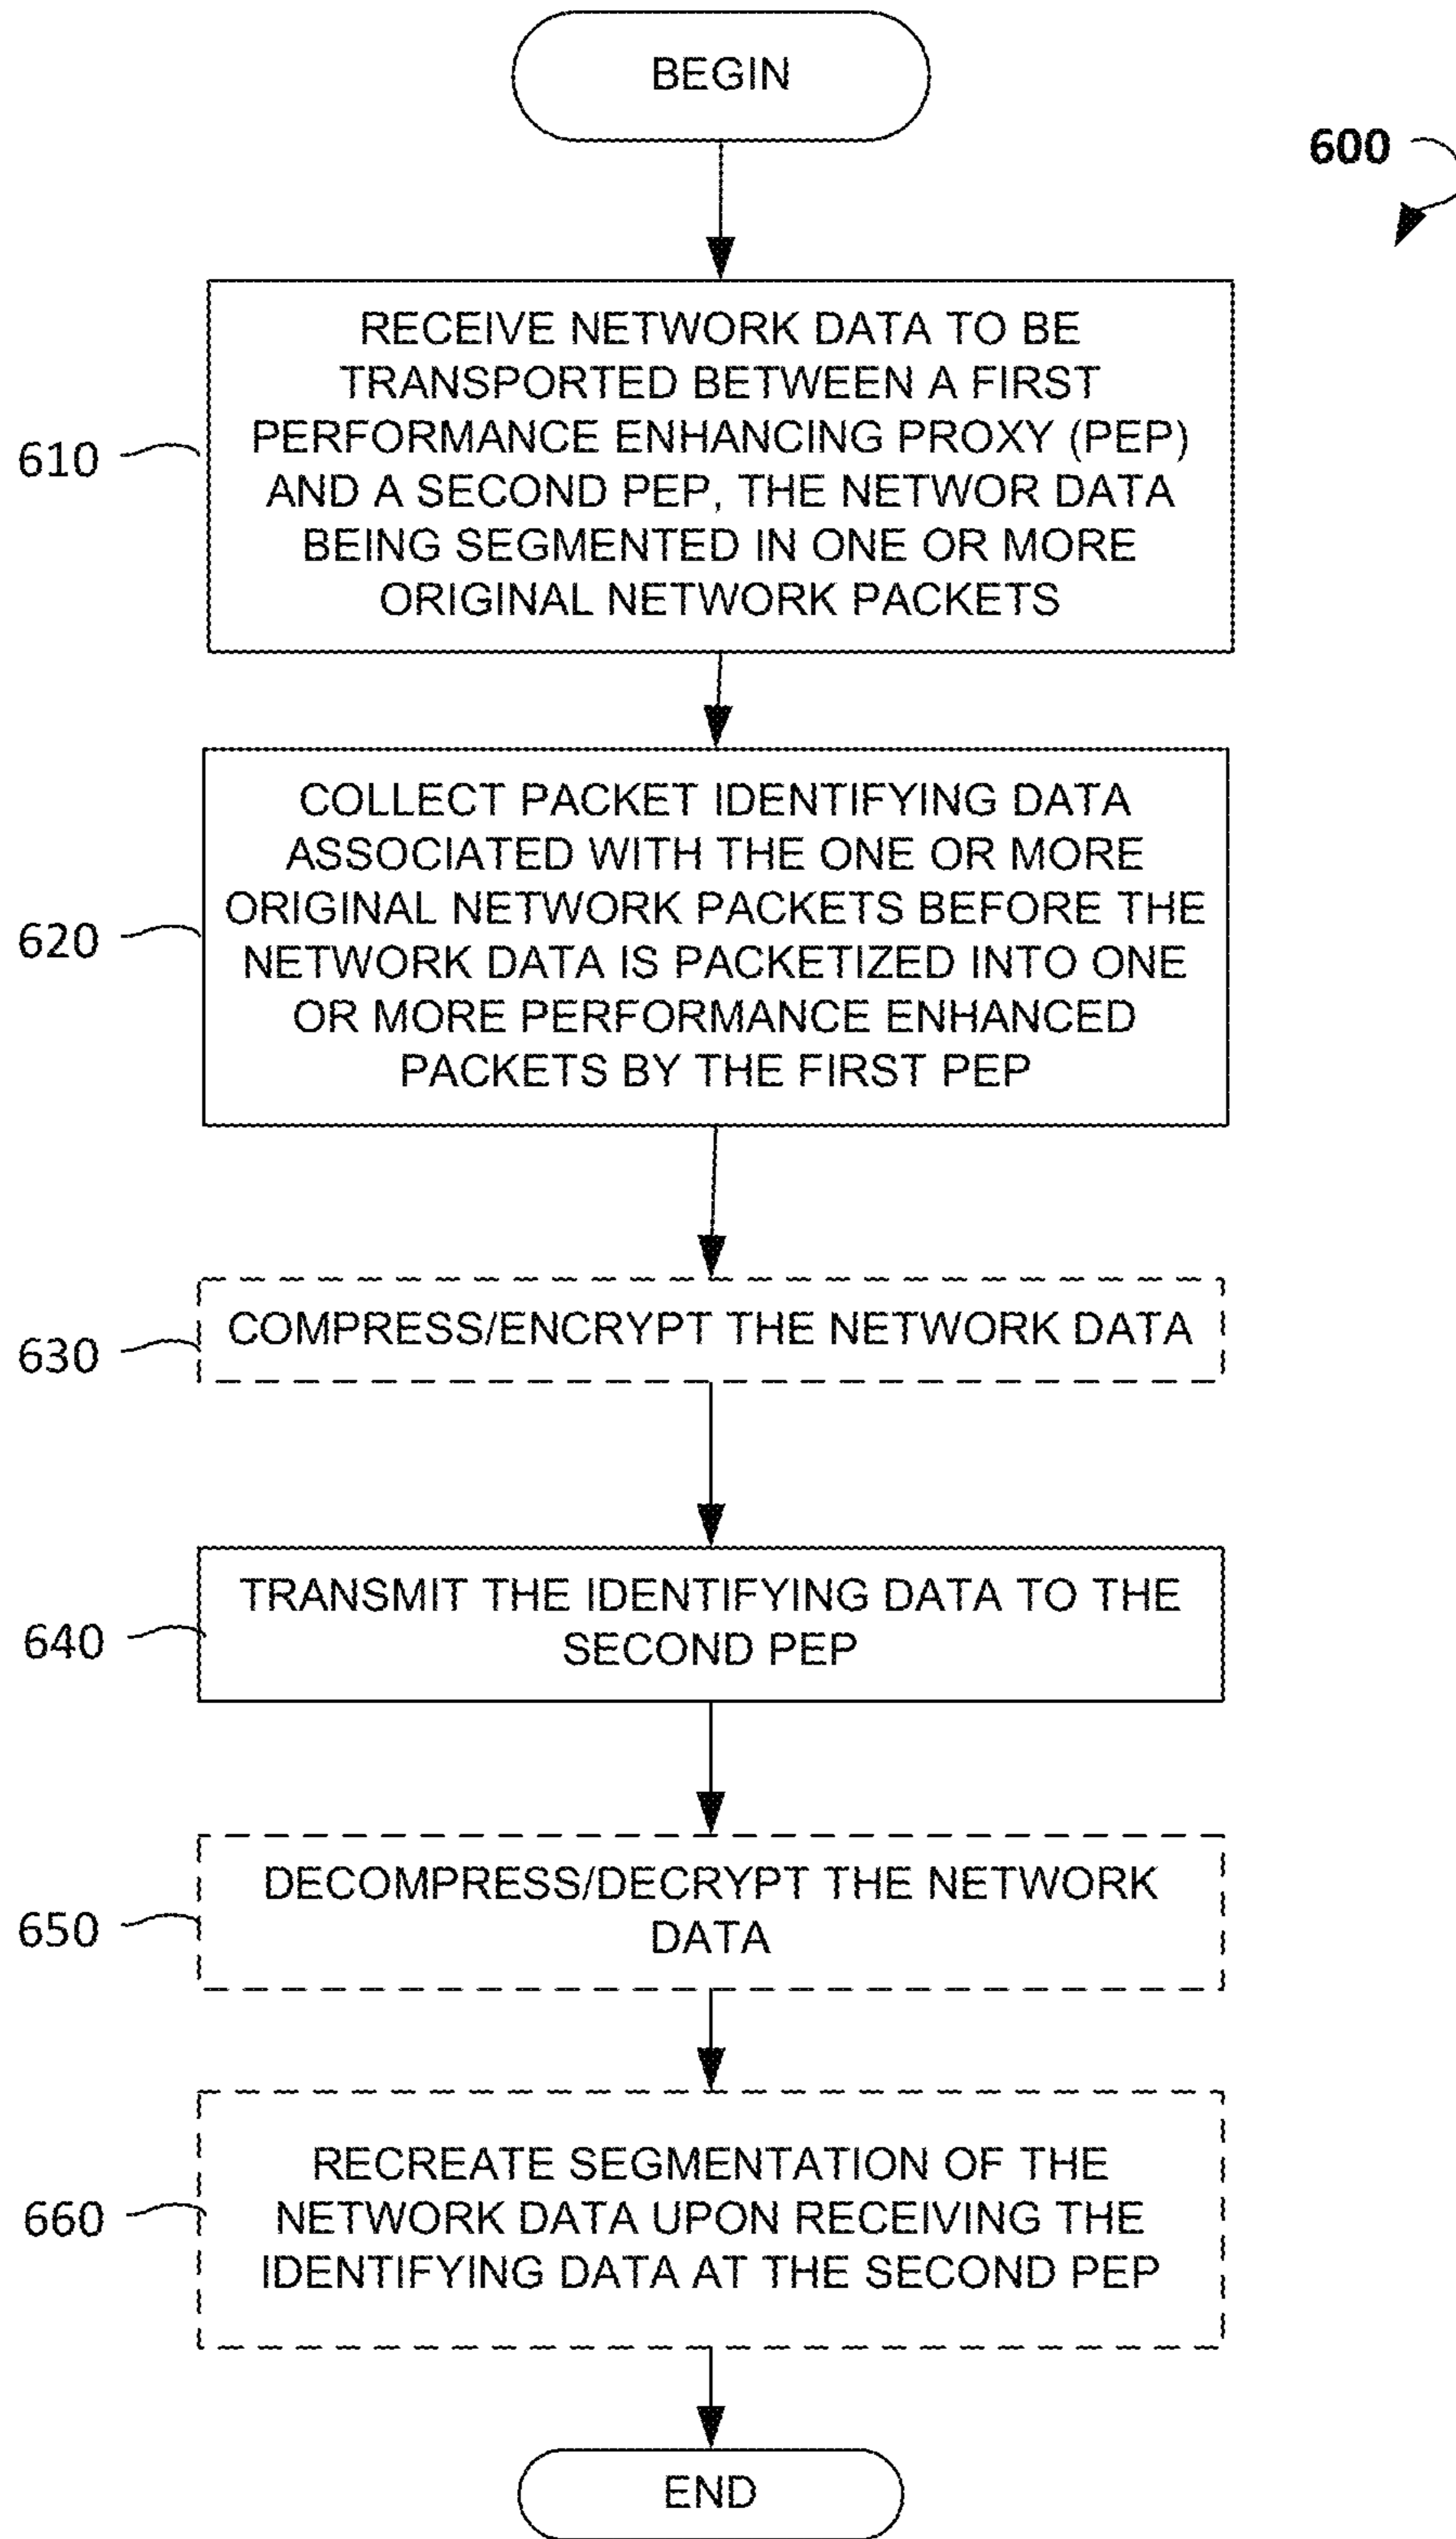 BEGIN
600
RECEIVE NETWORK DATA TO BE
TRANSPORTED BETWEEN A FIRST
PERFORMANCE ENHANCING PROXY (PEP)
AND A SECOND PEP, THE NETWOR DATA
BEING SEGMENTED IN ONE OR MORE
ORIGINAL NETWORK PACKETS
610
COLLECT PACKET IDENTIFYING DATA
ASSOCIATED WITH THE ONE OR MORE
ORIGINAL NETWORK PACKETS BEFORE THE
NETWORK DATA IS PACKETIZED INTO ONE
OR MORE PERFORMANCE ENHANCED
PACKETS BY THE FIRST PEP
620
COMPRESS/ENCRYPT THE NETWORK DATA
630
TRANSMIT THE IDENTIFYING DATA TO THE
SECOND PEP
640
DECOMPRESS/DECRYPT THE NETWORK
DATA
650
RECREATE SEGMENTATION OF THE
NETWORK DATA UPON RECEIVING THE
IDENTIFYING DATA AT THE SECOND PEP
660
END